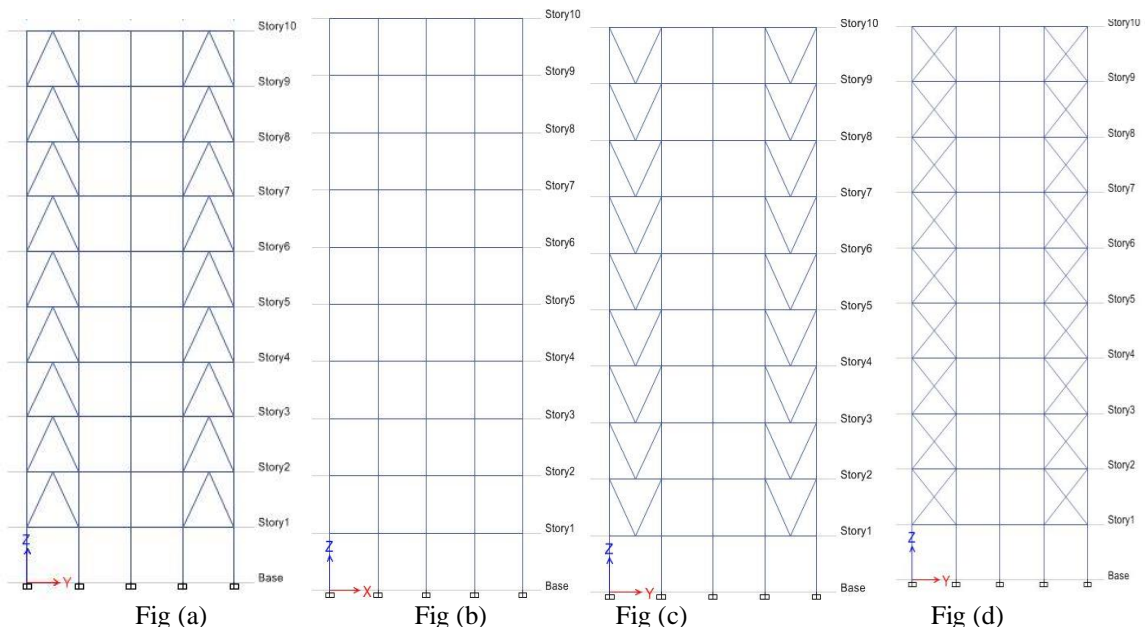 Story10
Story9
Story8
Story7
Story6
Story5
Story4
Story3
Story2
Story1
Base
Z
Y
Fig (a)
Story10
Story9
Story8
Story7
Story6
Story5
Story4
Story3
Story2
Story1
Base
Z
X
Fig (b)
Story10
Story9
Story8
Story7
Story6
Story5
Story4
Story3
Story2
Story1
Base
Z
Y
Fig (c)
Story10
Story9
Story8
Story7
Story6
Story5
Story4
Story3
Story2
Story1
Base
Z
Y
Fig (d)